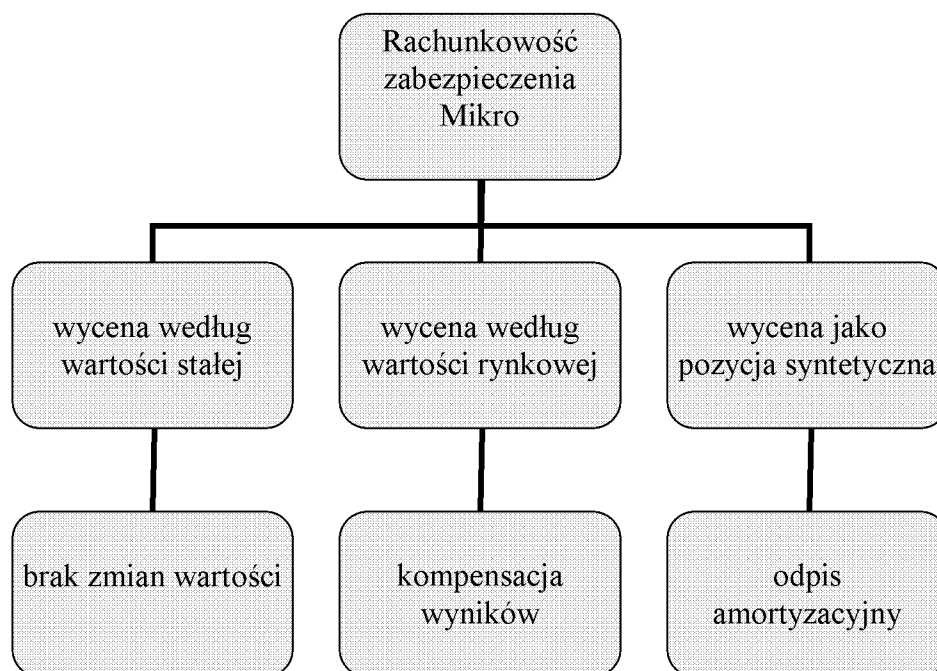 Rachunkowość
zabezpieczenia
Mikro
wycena według
wartości stałej
wycena według
wartości rynkowej
wycena jako
pozycja syntetyczna
brak zmian wartości
kompensacja
wyników
odpis
amortyzacyjny